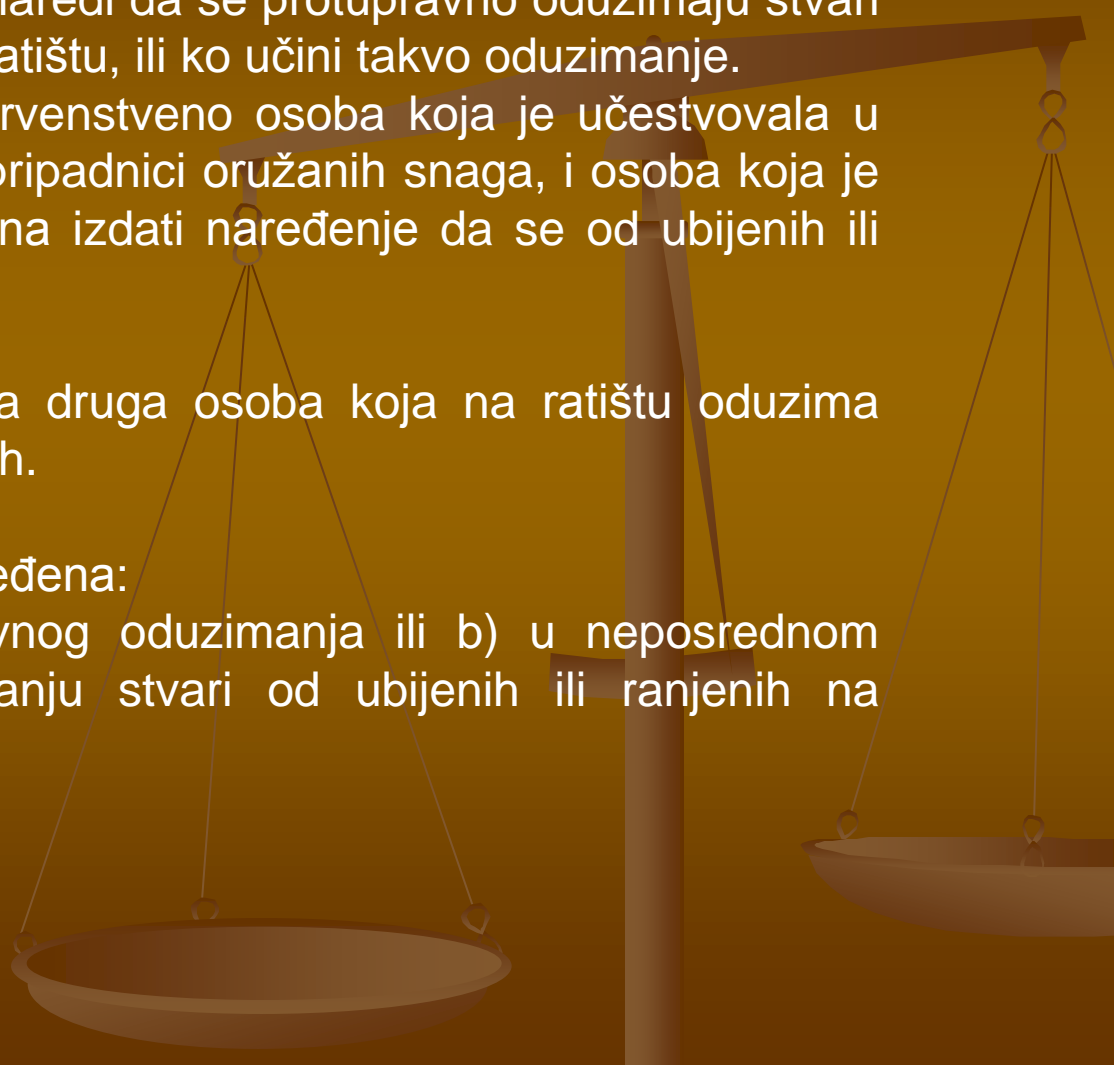 naredi da se protupravno oduzimaju stvari
atištu, ili ko učini takvo oduzimanje.
rvenstveno osoba koja je učestvovala u
pripadnici oružanih snaga, i osoba koja je
na izdati naređenje da se od ubijenih ili
a druga osoba koja na ratištu oduzima
h.
eđena:
vnog oduzimanja ili b) u neposrednom
anju stvari od ubijenih ili ranjenih na